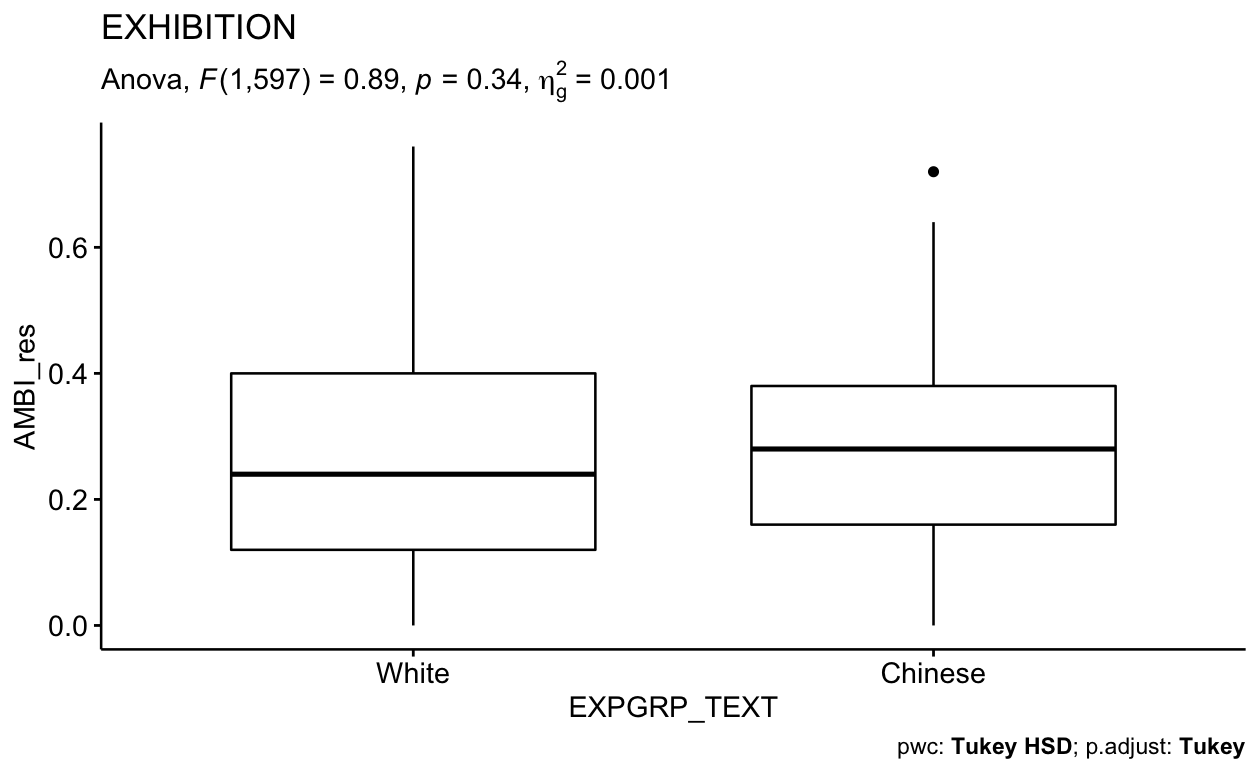 EXHIBITION
Anova, F(1,597) = 0.89, p = 0.34, η²g = 0.001
AMBI_res
0.6
0.4
0.2
0.0
White
Chinese
EXPGRP_TEXT
pwc: Tukey HSD; p.adjust: Tukey